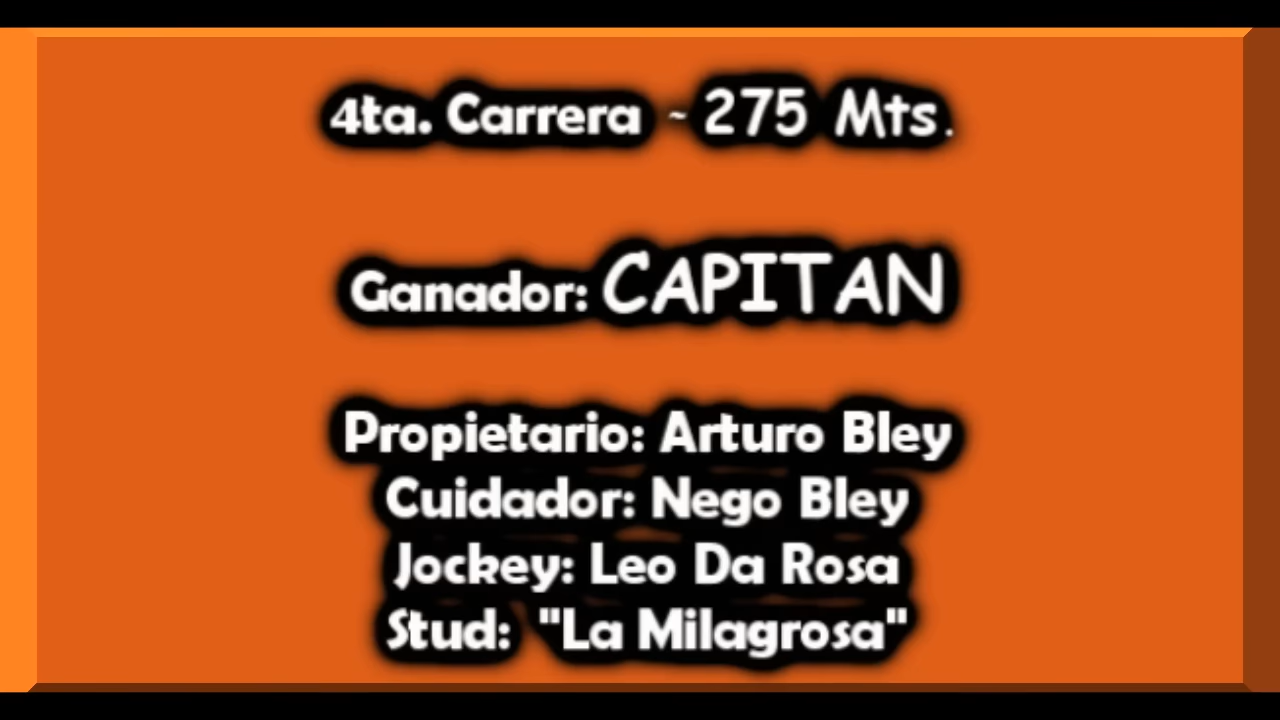 4ta. Carrera ~ 275 Mts.
Ganador: CAPITAN
Propietario: Arturo Bley
Cuidador: Nego Bley
Jockey: Leo Da Rosa
Stud: "La Milagrosa"